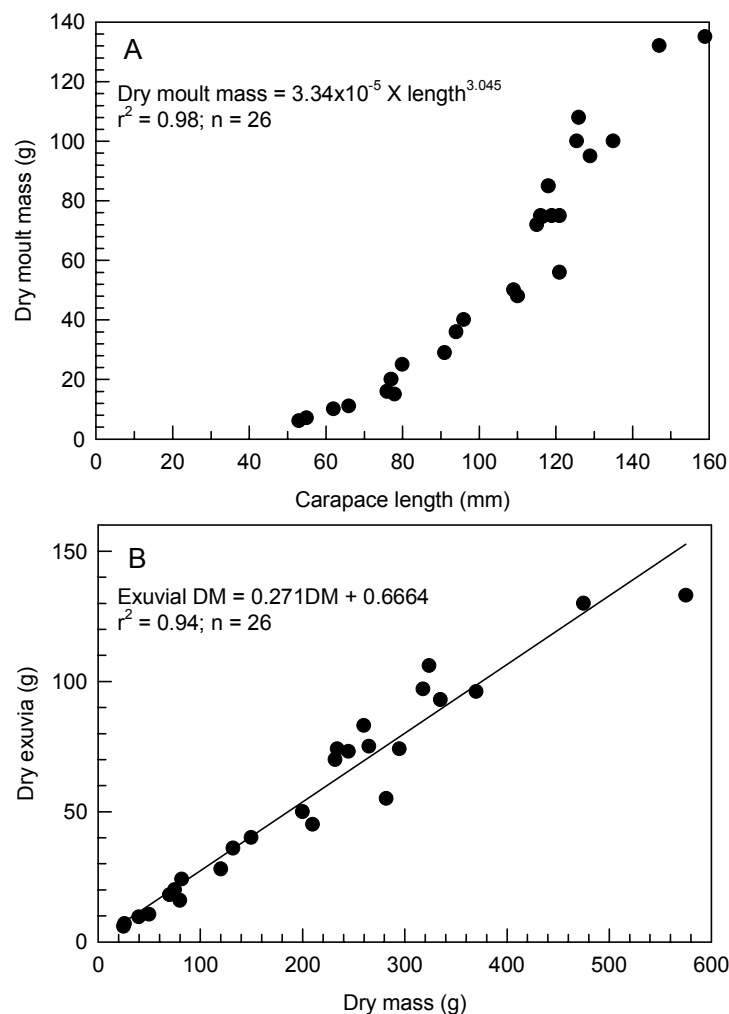 A
Dry moult mass = 3.34x10⁻⁵ X length³·⁰⁴⁵
r² = 0.98; n = 26
Dry moult mass (g)
140
120
100
80
60
40
20
0
0 20 40 60 80 100 120 140 160
Carapace length (mm)
B
Exuvial DM = 0.271DM + 0.6664
r² = 0.94; n = 26
Dry exuvia (g)
150
100
50
0
0 100 200 300 400 500 600
Dry mass (g)